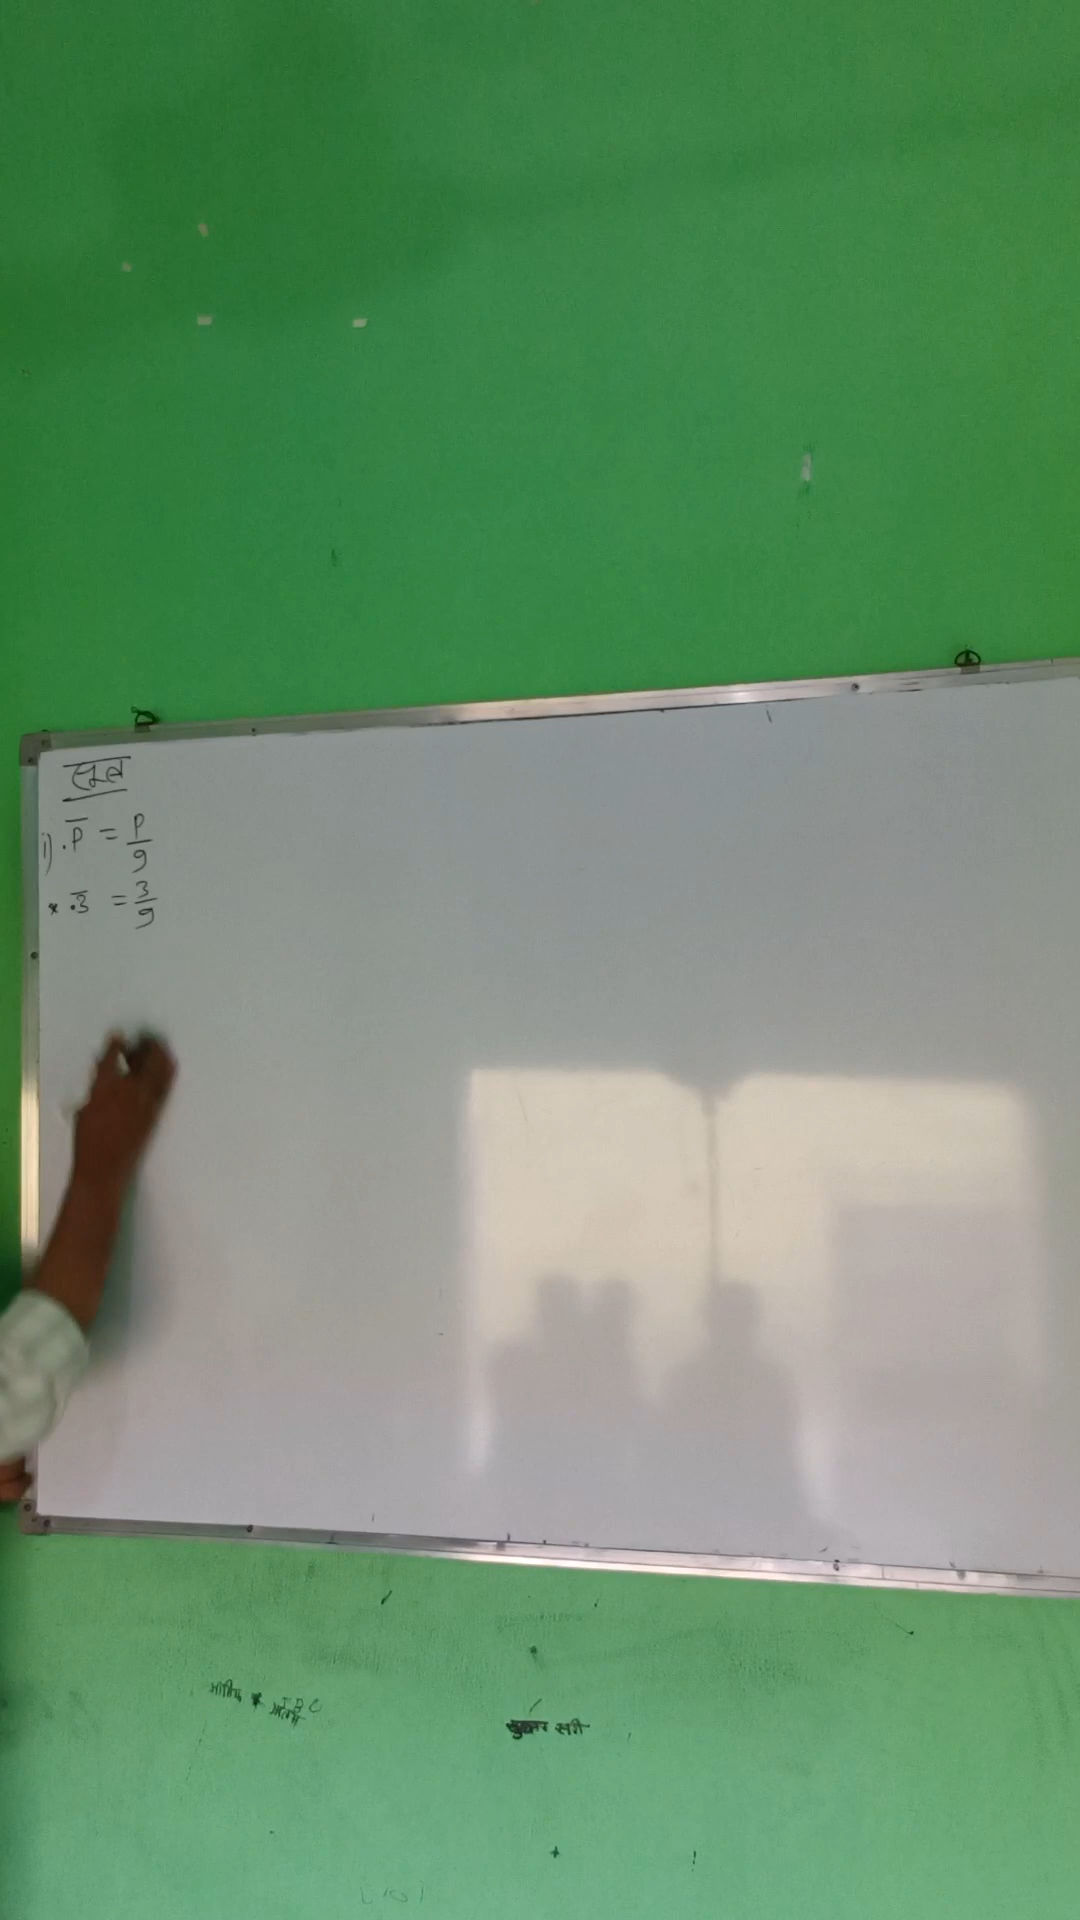 सूत्र
i) .p̅ = p/9
* .3̅ = 3/9